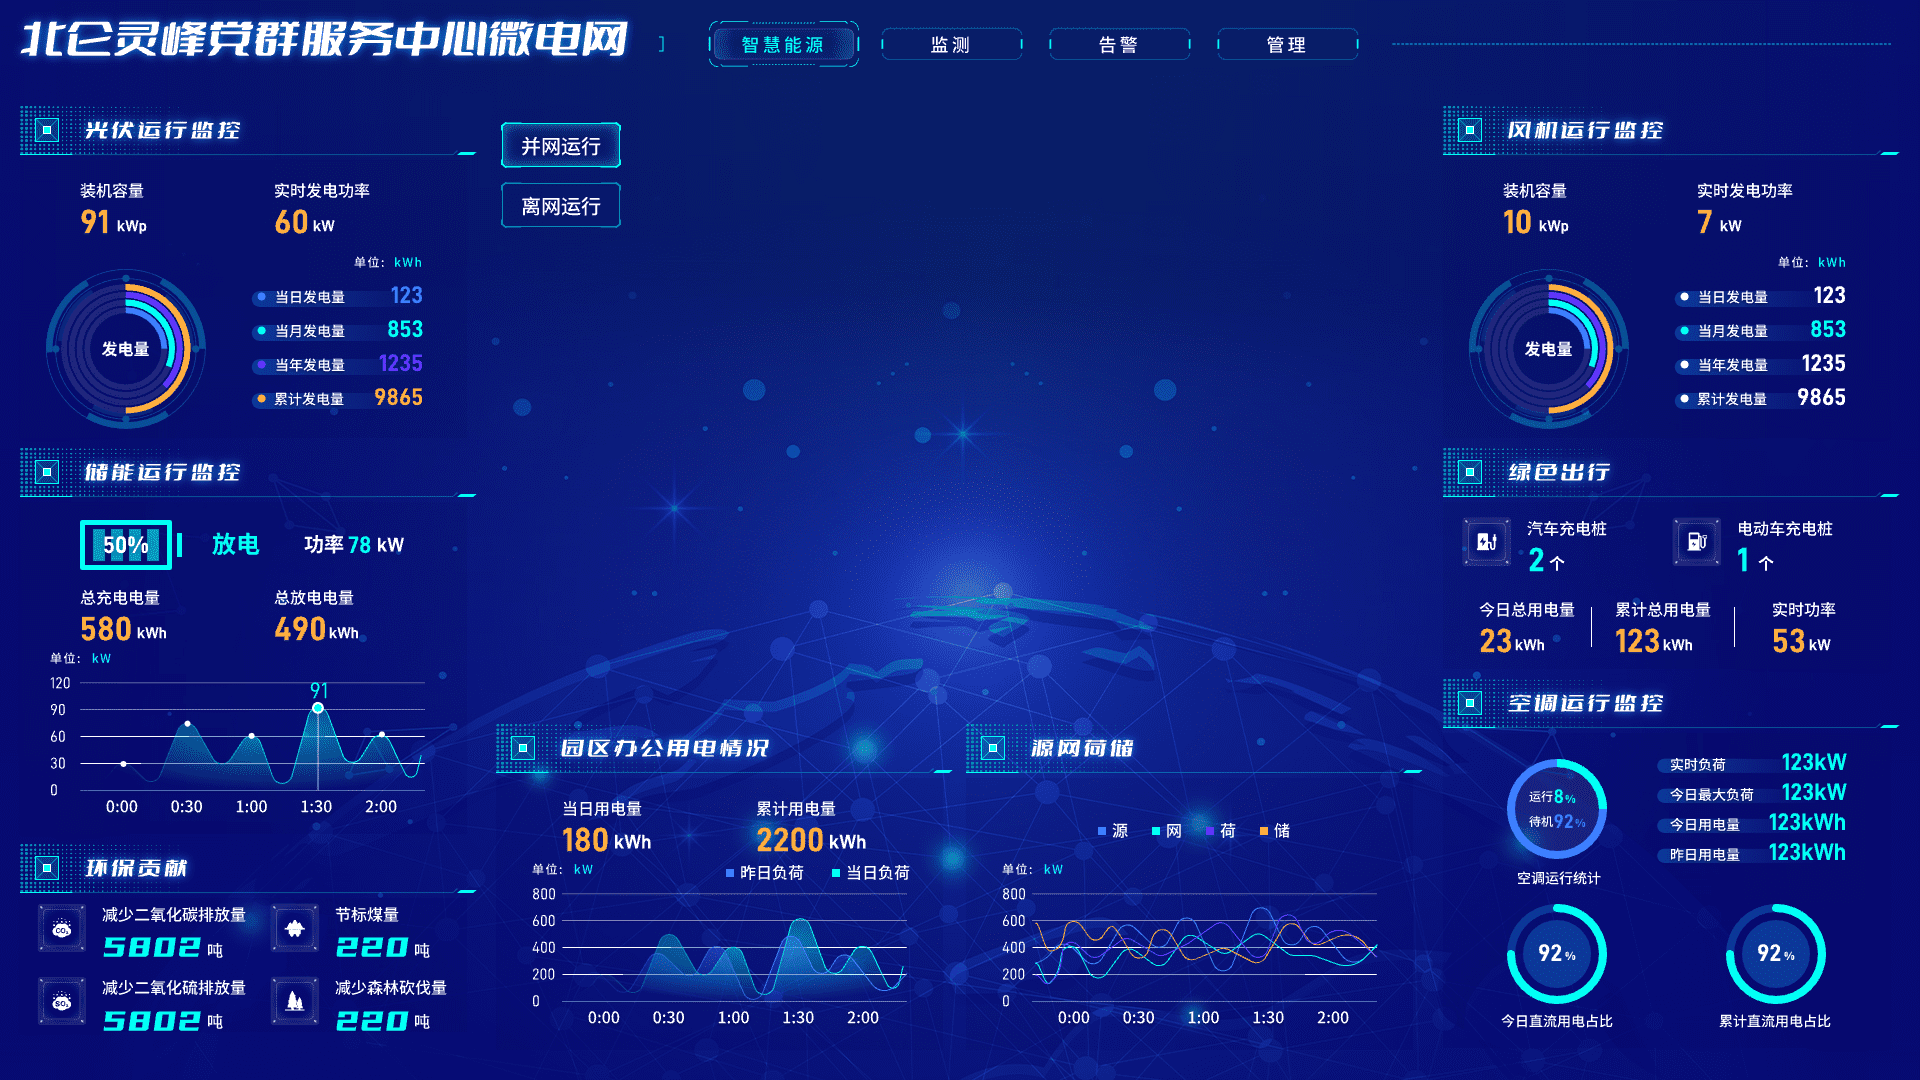 北仑灵峰党群服务中心微电网
智慧能源
监测
告警
管理
光伏运行监控
装机容量
91 kWp
实时发电功率
60 kW
单位: kWh
发电量
当日发电量 123
当月发电量 853
当年发电量 1235
累计发电量 9865
储能运行监控
50%
放电
功率 78 kW
总充电电量
580 kWh
总放电电量
490 kWh
单位: kW
120
90
60
30
0
91
0:00 0:30 1:00 1:30 2:00
环保贡献
CO₂
减少二氧化碳排放量
5802 吨
节标煤量
220 吨
SO₂
减少二氧化硫排放量
5802 吨
减少森林砍伐量
220 吨
并网运行
离网运行
园区办公用电情况
当日用电量
180 kWh
累计用电量
2200 kWh
单位: kW
昨日负荷 当日负荷
800
600
400
200
0
0:00 0:30 1:00 1:30 2:00
源网荷储
源 网 荷 储
单位: kW
800
600
400
200
0
0:00 0:30 1:00 1:30 2:00
风机运行监控
装机容量
10 kWp
实时发电功率
7 kW
单位: kWh
发电量
当日发电量 123
当月发电量 853
当年发电量 1235
累计发电量 9865
绿色出行
汽车充电桩
2 个
电动车充电桩
1 个
今日总用电量
23 kWh
累计总用电量
123 kWh
实时功率
53 kW
空调运行监控
运行8%
待机92%
空调运行统计
实时负荷 123kW
今日最大负荷 123kW
今日用电量 123kWh
昨日用电量 123kWh
92%
今日直流用电占比
92%
累计直流用电占比